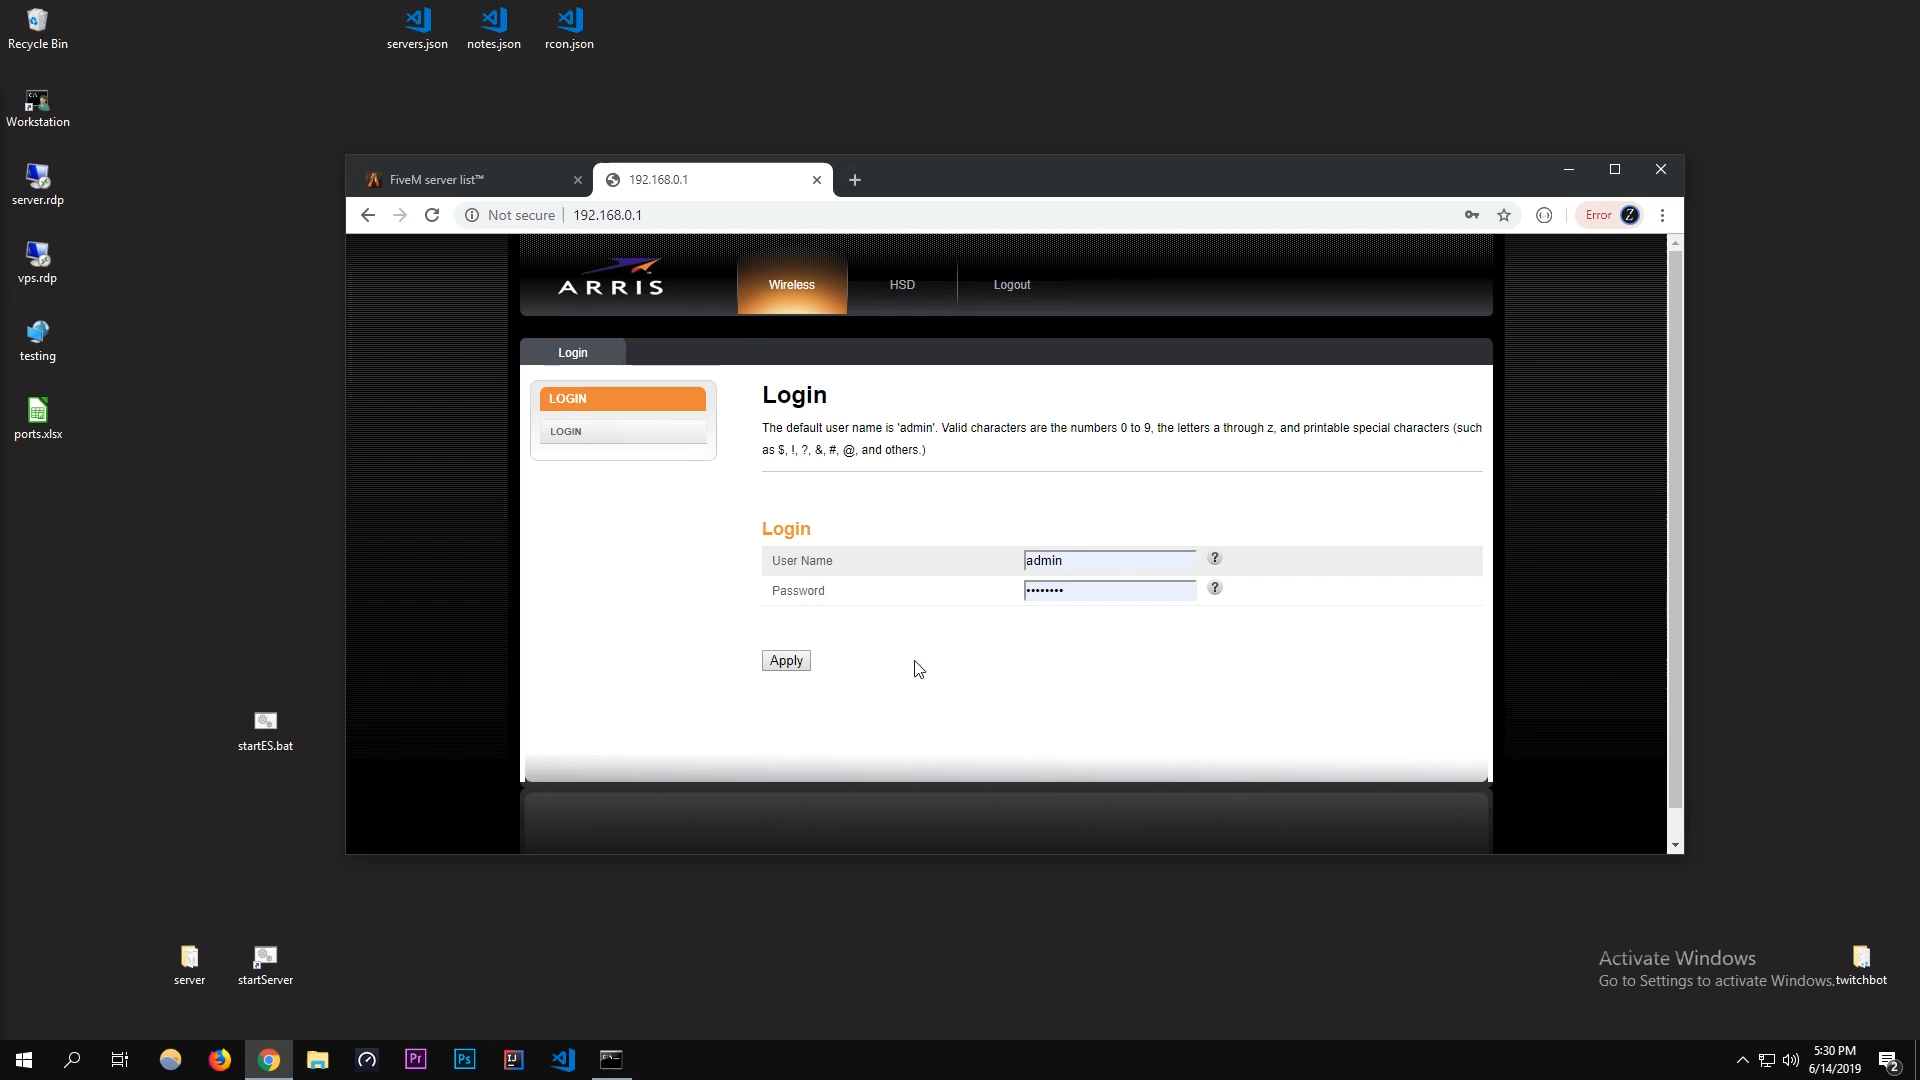 Recycle Bin
servers.json
notes.json
rcon.json
Workstation
server.rdp
vps.rdp
testing
ports.xlsx
FiveM server list™
192.168.0.1
Not secure
192.168.0.1
Error
Z
ARRIS
Wireless
HSD
Logout
Login
LOGIN
LOGIN
Login
The default user name is 'admin'. Valid characters are the numbers 0 to 9, the letters a through z, and printable special characters (such
as $, !, ?, &, #, @, and others.)
Login
User Name
admin
?
Password
••••••••
?
Apply
startES.bat
server
startServer
Activate Windows
Go to Settings to activate Windows.
twitchbot
Pr
Ps
IJ
5:30 PM
6/14/2019
2